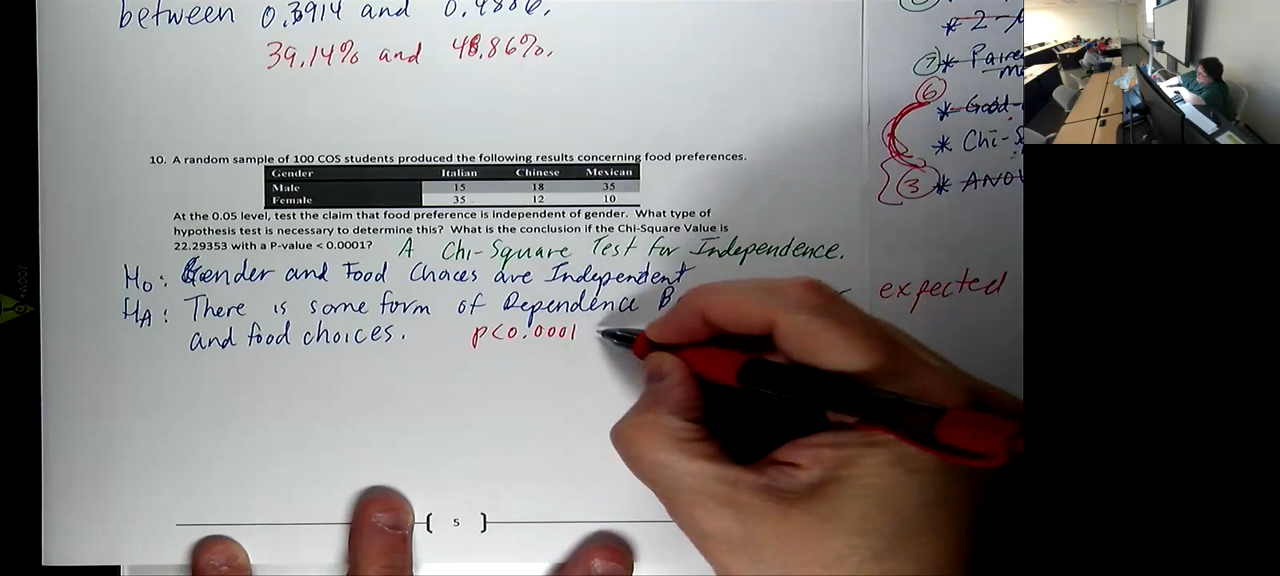 between 0.3914 and 0.4886.
39.14% and 48.86%.
10. A random sample of 100 COS students produced the following results concerning food preferences.
Gender Italian Chinese Mexican
Male 15 18 35
Female 35 12 10
At the 0.05 level, test the claim that food preference is independent of gender. What type of
hypothesis test is necessary to determine this? What is the conclusion if the Chi-Square Value is
22.29353 with a P-value < 0.0001? A Chi-Square Test for Independence.
H0: Gender and Food Choices are Independent
HA: There is some form of Dependence
and food choices. p<0.0001
{ 5 }
* 2-
7 * Paire
6
* Good-
* Chi-S
3 * ANOV
expected